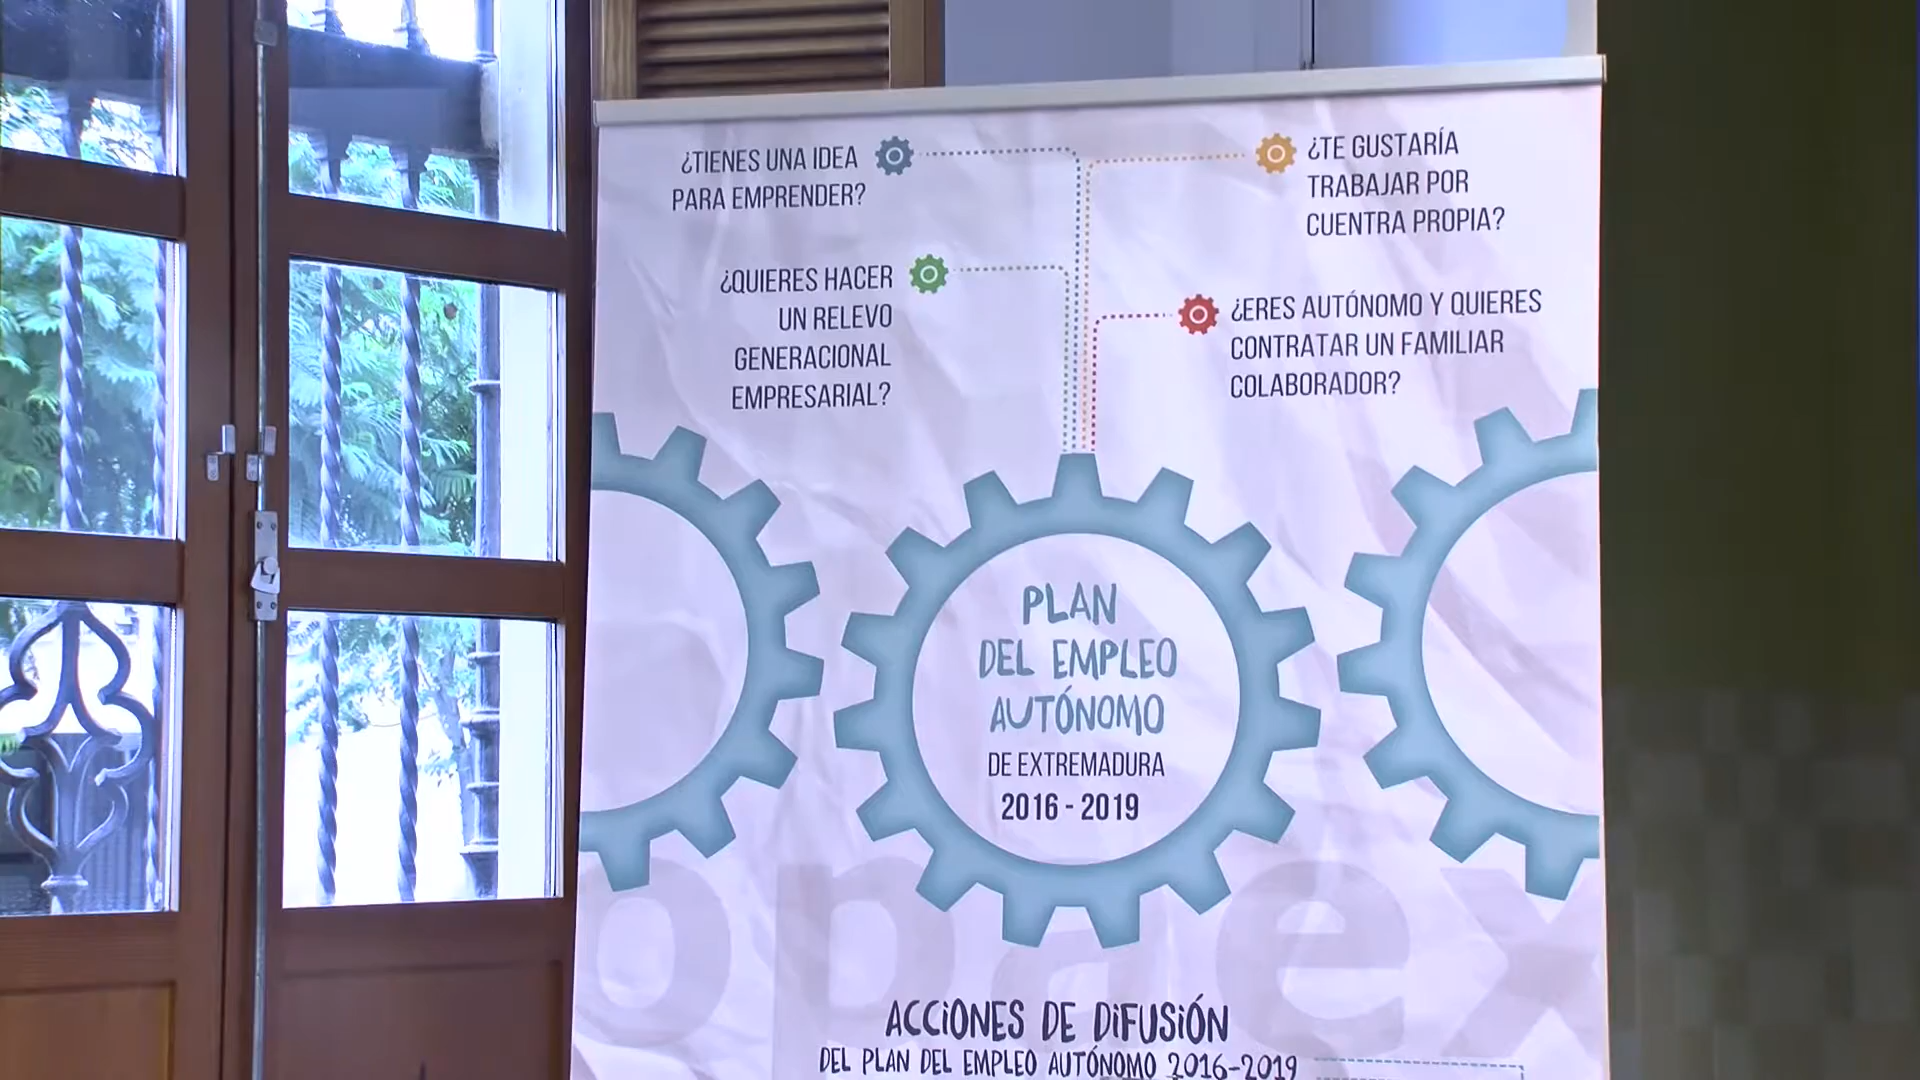 ¿TIENES UNA IDEA
PARA EMPRENDER?
¿TE GUSTARÍA
TRABAJAR POR
CUENTRA PROPIA?
¿QUIERES HACER
UN RELEVO
GENERACIONAL
EMPRESARIAL?
¿ERES AUTÓNOMO Y QUIERES
CONTRATAR UN FAMILIAR
COLABORADOR?
PLAN
DEL EMPLEO
AUTÓNOMO
DE EXTREMADURA
2016 - 2019
opaex
ACCiONES DE DiFUSiÓN
DEL PLAN DEL EMPLEO AUTÓNOMO 2016-2019